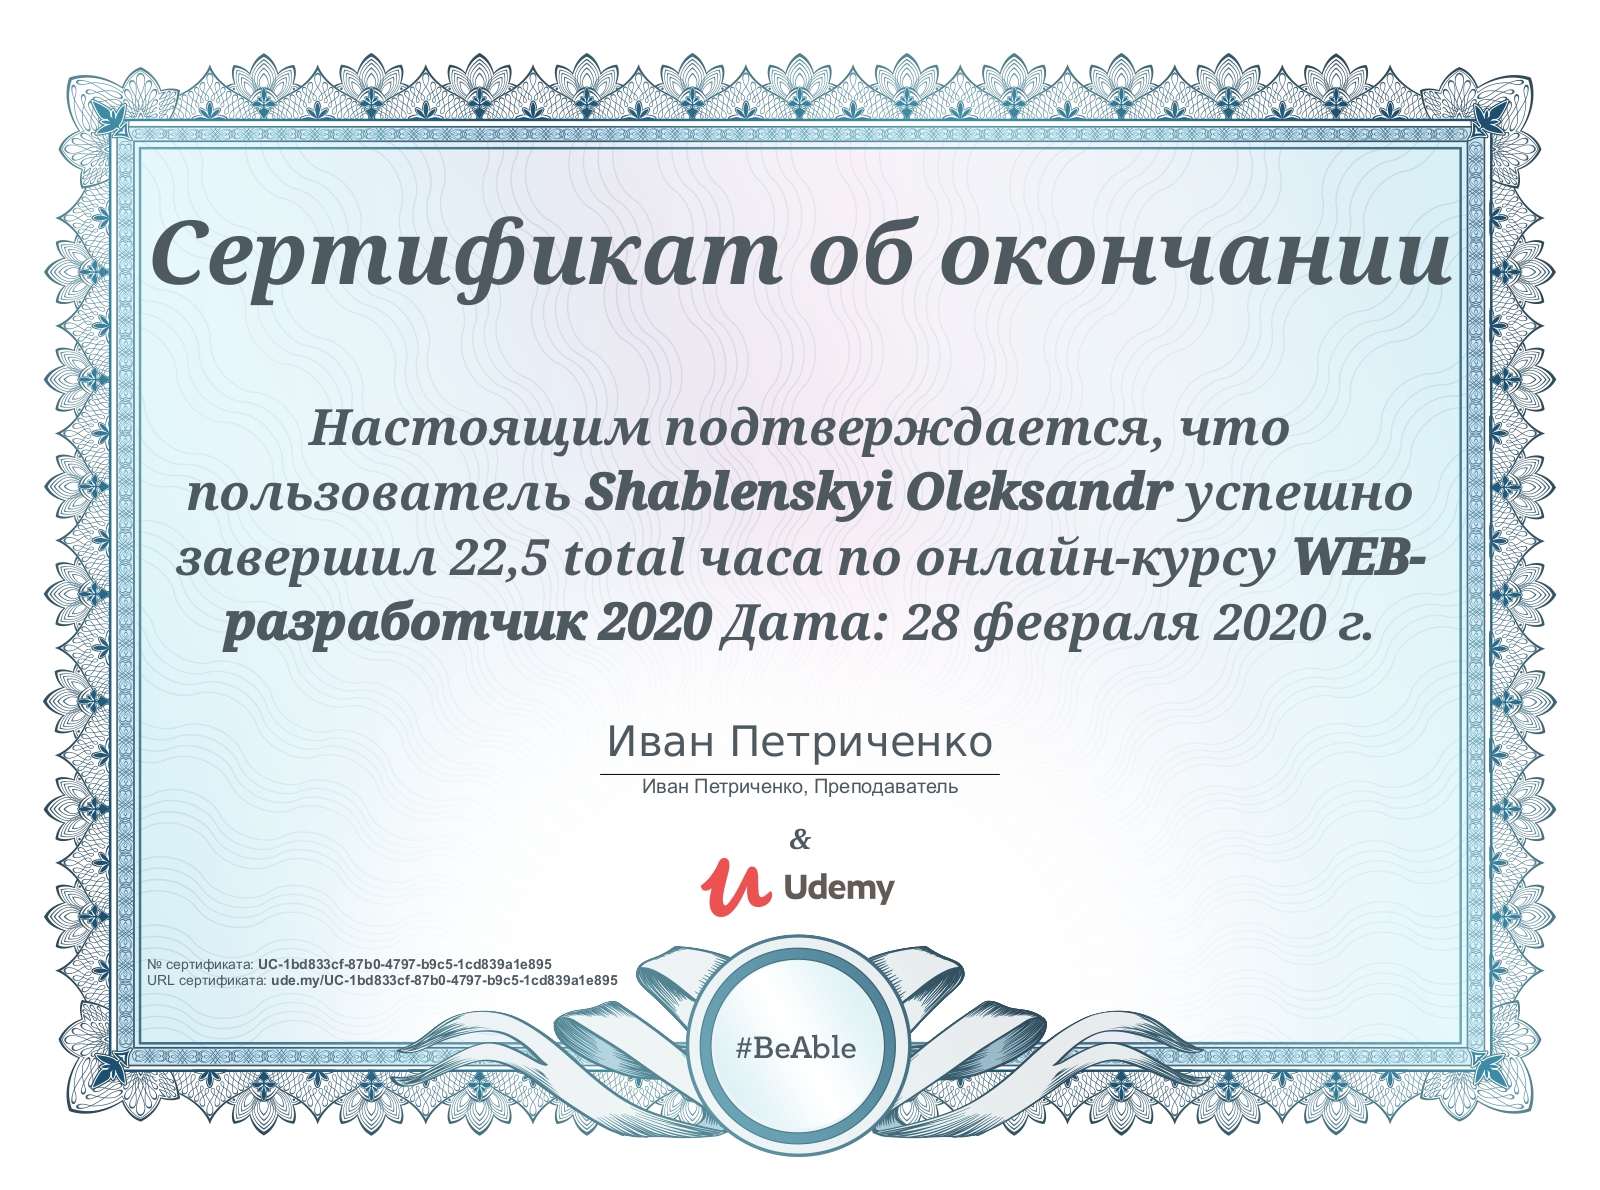 Сертификат об окончании
Настоящим подтверждается, что
пользователь Shablenskyi Oleksandr успешно
завершил 22,5 total часа по онлайн-курсу WEB-
разработчик 2020 Дата: 28 февраля 2020 г.
Иван Петриченко
Иван Петриченко, Преподаватель
&
Udemy
№ сертификата: UC-1bd833cf-87b0-4797-b9c5-1cd839a1e895
URL сертификата: ude.my/UC-1bd833cf-87b0-4797-b9c5-1cd839a1e895
#BeAble